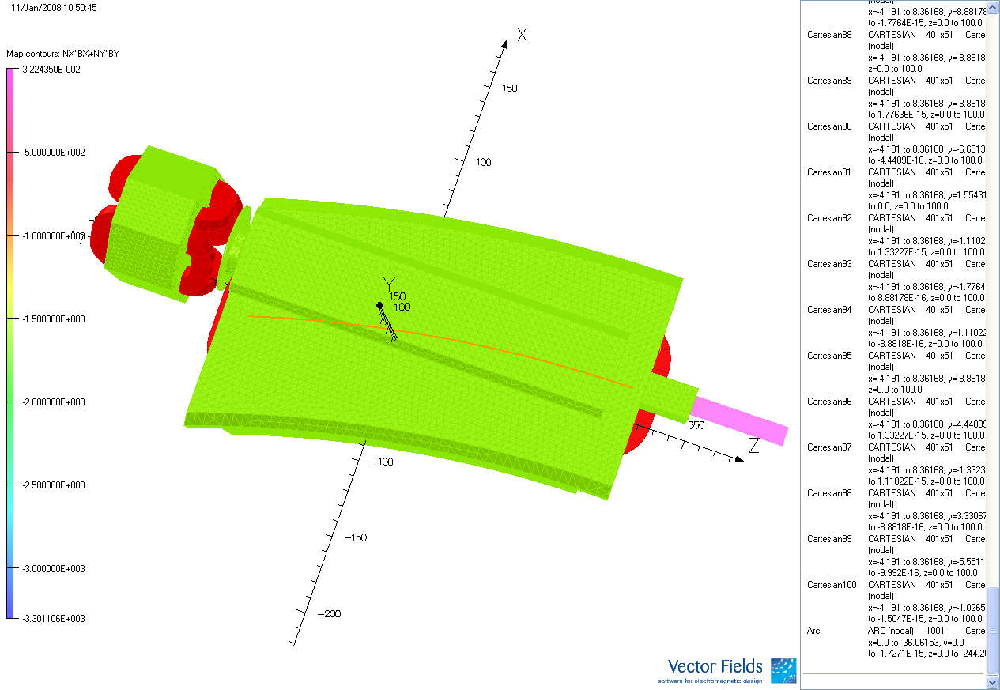 11/Jan/2008 10:50:45
Map contours: NX*BX+NY*BY
3.224350E-002
-5.000000E+002
-1.000000E+003
-1.500000E+003
-2.000000E+003
-2.500000E+003
-3.000000E+003
-3.301106E+003
X
150
100
Y
150
100
350
Z
-100
-150
-200
Vector Fields
software for electromagnetic design
(nodal)
x=-4.191 to 8.36168, y=8.88178
to -1.7764E-15, z=0.0 to 100.0
Cartesian88 CARTESIAN 401x51 Carte
(nodal)
x=-4.191 to 8.36168, y=-8.8818
z=0.0 to 100.0
Cartesian89 CARTESIAN 401x51 Carte
(nodal)
x=-4.191 to 8.36168, y=-8.8818
to 1.77636E-15, z=0.0 to 100.0
Cartesian90 CARTESIAN 401x51 Carte
(nodal)
x=-4.191 to 8.36168, y=-6.6613
to -4.4409E-16, z=0.0 to 100.0
Cartesian91 CARTESIAN 401x51 Carte
(nodal)
x=-4.191 to 8.36168, y=1.55431
to 0.0, z=0.0 to 100.0
Cartesian92 CARTESIAN 401x51 Carte
(nodal)
x=-4.191 to 8.36168, y=-1.1102
to 1.33227E-15, z=0.0 to 100.0
Cartesian93 CARTESIAN 401x51 Carte
(nodal)
x=-4.191 to 8.36168, y=-1.7764
to 8.88178E-16, z=0.0 to 100.0
Cartesian94 CARTESIAN 401x51 Carte
(nodal)
x=-4.191 to 8.36168, y=1.11022
to -8.8818E-16, z=0.0 to 100.0
Cartesian95 CARTESIAN 401x51 Carte
(nodal)
x=-4.191 to 8.36168, y=-8.8818
z=0.0 to 100.0
Cartesian96 CARTESIAN 401x51 Carte
(nodal)
x=-4.191 to 8.36168, y=4.44089
to 1.33227E-15, z=0.0 to 100.0
Cartesian97 CARTESIAN 401x51 Carte
(nodal)
x=-4.191 to 8.36168, y=-1.3323
to 1.11022E-15, z=0.0 to 100.0
Cartesian98 CARTESIAN 401x51 Carte
(nodal)
x=-4.191 to 8.36168, y=3.33067
to -8.8818E-16, z=0.0 to 100.0
Cartesian99 CARTESIAN 401x51 Carte
(nodal)
x=-4.191 to 8.36168, y=-5.5511
to -9.992E-16, z=0.0 to 100.0
Cartesian100 CARTESIAN 401x51 Carte
(nodal)
x=-4.191 to 8.36168, y=-1.0265
to -1.5047E-15, z=0.0 to 100.0
Arc ARC (nodal) 1001 Carte
x=0.0 to -36.06153, y=0.0
to -1.7271E-15, z=0.0 to -244.2